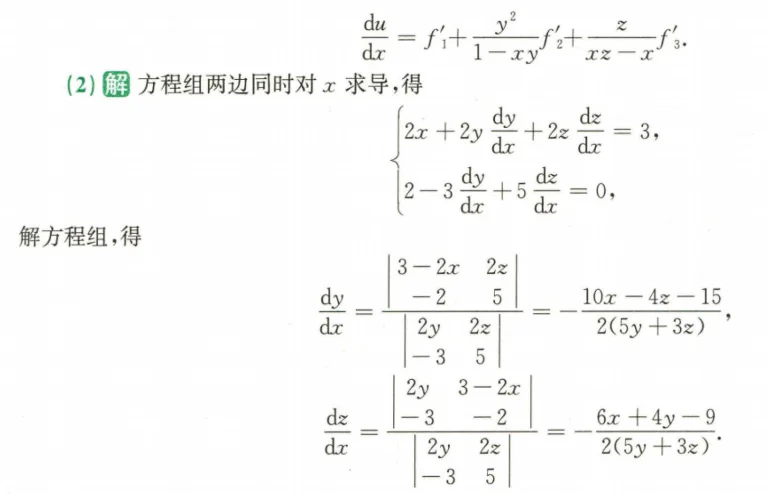 $$\frac{du}{dx} = f'_1 + \frac{y^2}{1-xy} f'_2 + \frac{z}{xz-x} f'_3.$$
(2) 解 方程组两边同时对 x 求导,得
$$\begin{cases} 2x+2y\dfrac{dy}{dx}+2z\dfrac{dz}{dx}=3, \\ 2-3\dfrac{dy}{dx}+5\dfrac{dz}{dx}=0, \end{cases}$$
解方程组,得
$$\frac{dy}{dx} = \frac{\begin{vmatrix} 3-2x & 2z \\ -2 & 5 \end{vmatrix}}{\begin{vmatrix} 2y & 2z \\ -3 & 5 \end{vmatrix}} = -\frac{10x-4z-15}{2(5y+3z)},$$
$$\frac{dz}{dx} = \frac{\begin{vmatrix} 2y & 3-2x \\ -3 & -2 \end{vmatrix}}{\begin{vmatrix} 2y & 2z \\ -3 & 5 \end{vmatrix}} = -\frac{6x+4y-9}{2(5y+3z)}.$$